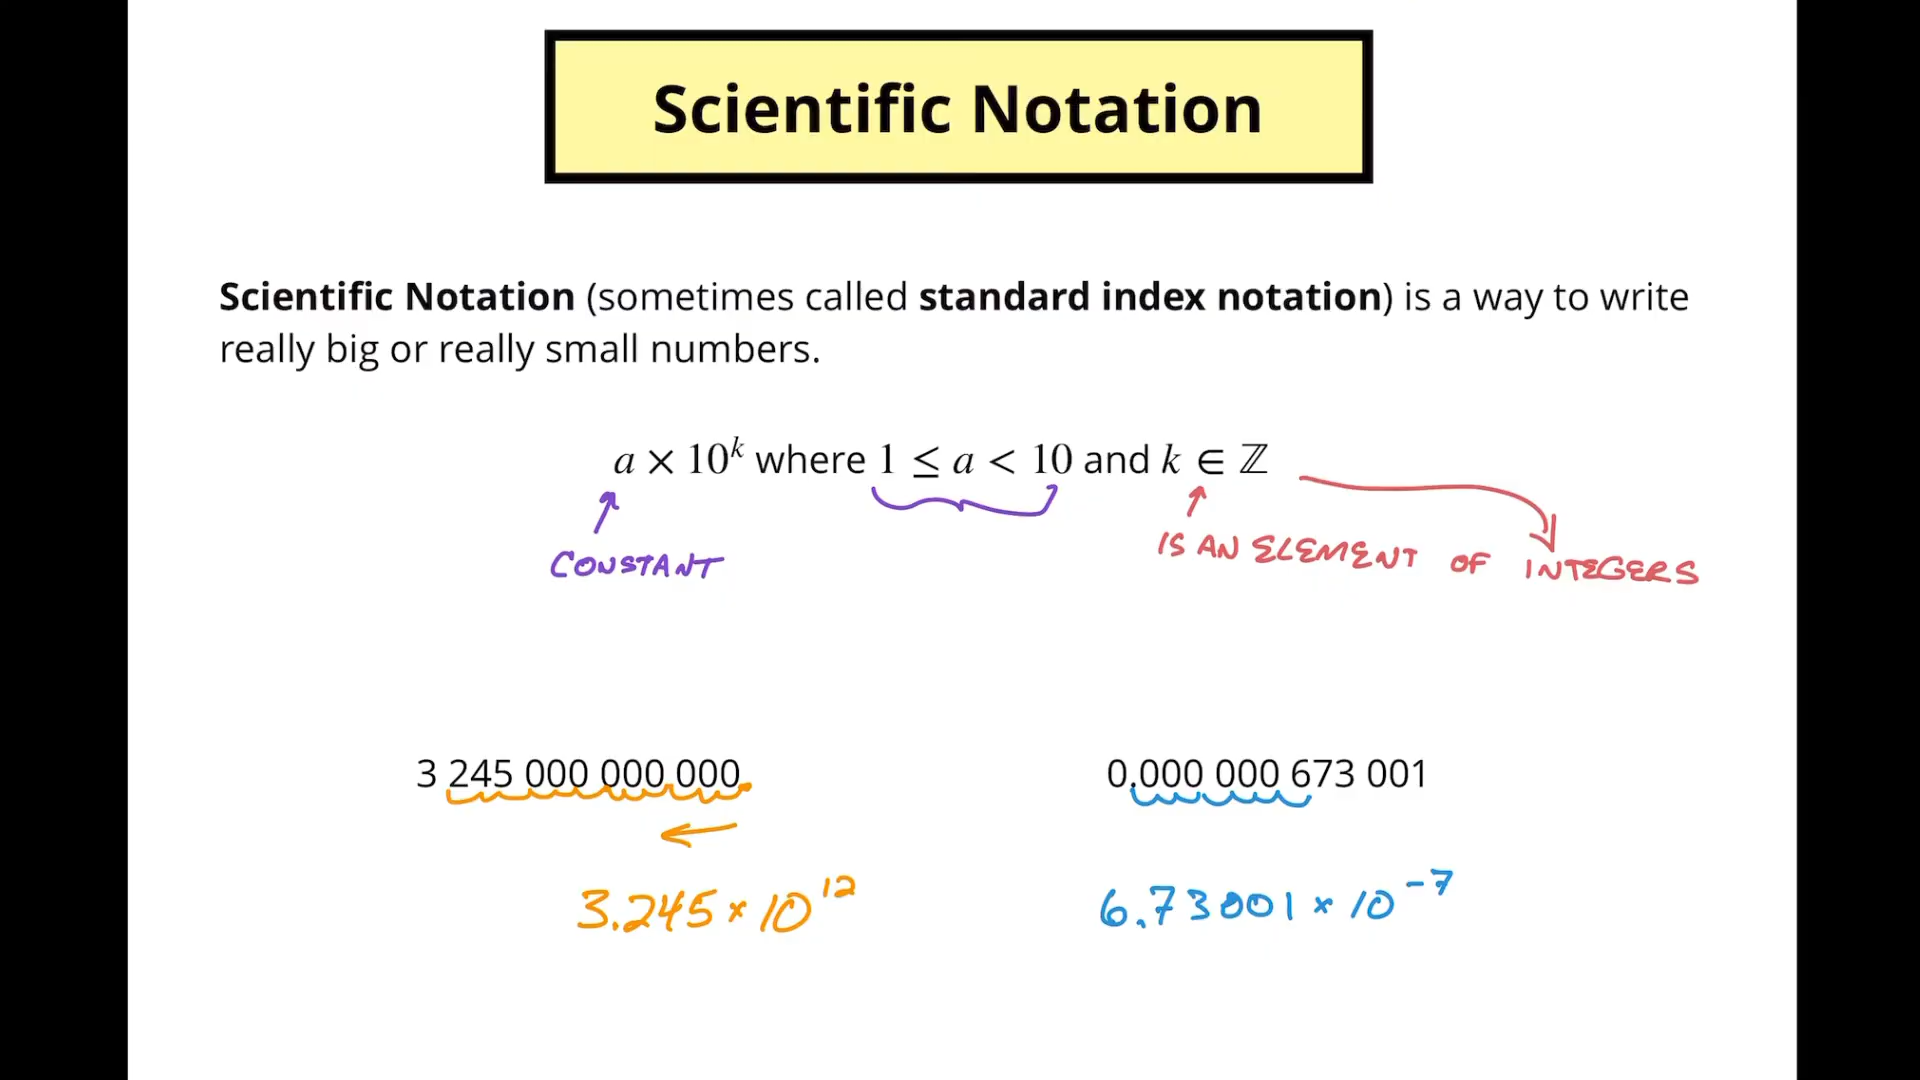 Scientific Notation
Scientific Notation (sometimes called standard index notation) is a way to write
really big or really small numbers.
a × 10^k where 1 ≤ a < 10 and k ∈ ℤ
CONSTANT
IS AN ELEMENT OF INTEGERS
3 245 000 000 000.
0.000 000 673 001
3.245 × 10^12
6.73001 × 10^-7